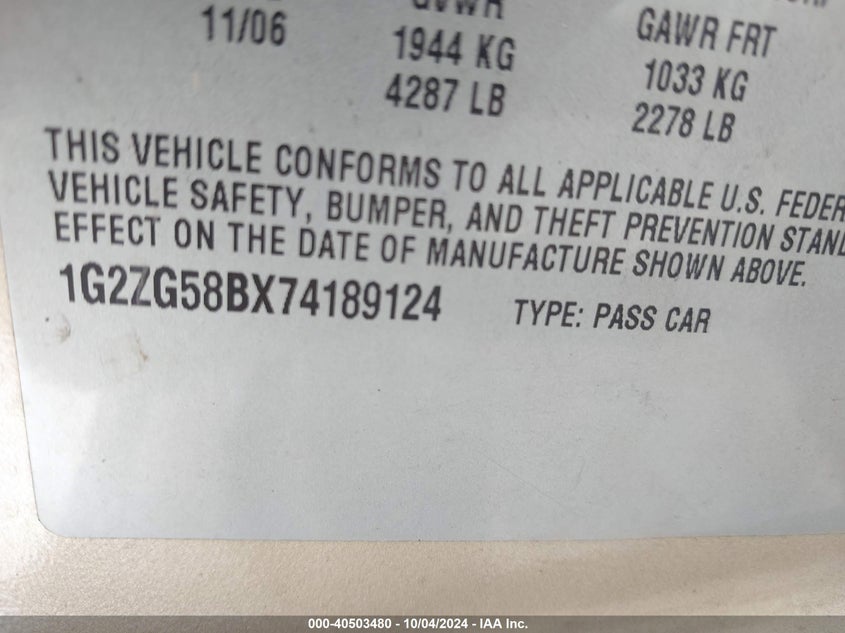 11/06 GVWR GAWR FRT
1944 KG 1033 KG
4287 LB 2278 LB
THIS VEHICLE CONFORMS TO ALL APPLICABLE U.S. FEDER
VEHICLE SAFETY, BUMPER, AND THEFT PREVENTION STAND
EFFECT ON THE DATE OF MANUFACTURE SHOWN ABOVE.
1G2ZG58BX74189124 TYPE: PASS CAR
000-40503480 - 10/04/2024 - IAA Inc.